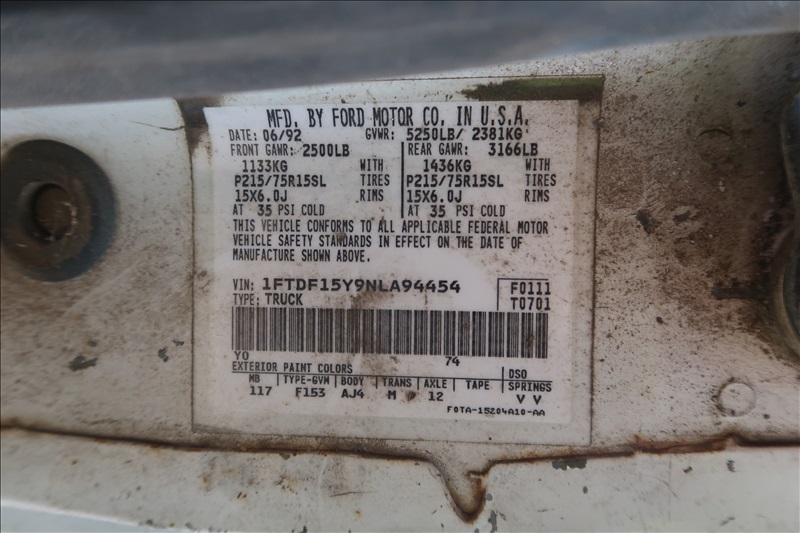 MFD. BY FORD MOTOR CO. IN U.S.A.
DATE: 06/92 GVWR: 5250LB/ 2381KG
FRONT GAWR: 2500LB REAR GAWR: 3166LB
1133KG WITH 1436KG WITH
P215/75R15SL TIRES P215/75R15SL TIRES
15X6.0J RIMS 15X6.0J RIMS
AT 35 PSI COLD AT 35 PSI COLD
THIS VEHICLE CONFORMS TO ALL APPLICABLE FEDERAL MOTOR
VEHICLE SAFETY STANDARDS IN EFFECT ON THE DATE OF
MANUFACTURE SHOWN ABOVE.
VIN: 1FTDF15Y9NLA94454 F0111
TYPE: TRUCK T0701
YO 74
EXTERIOR PAINT COLORS DSO
WB TYPE-GVW BODY TRANS AXLE TAPE SPRINGS
117 F153 AJ4 M 12 V V
F0TA-15204A10-AA